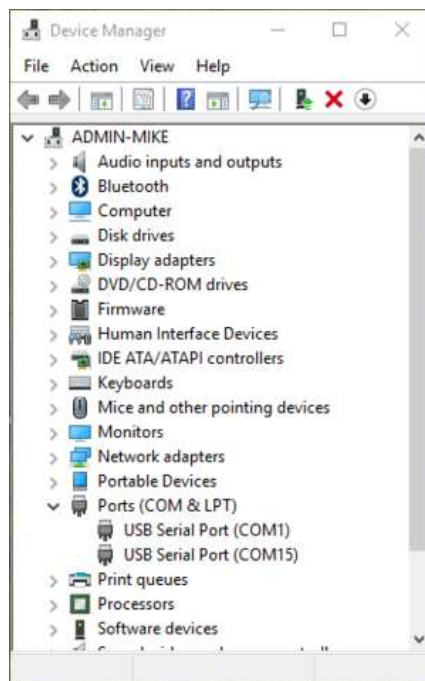 Device Manager
File Action View Help
ADMIN-MIKE
Audio inputs and outputs
Bluetooth
Computer
Disk drives
Display adapters
DVD/CD-ROM drives
Firmware
Human Interface Devices
IDE ATA/ATAPI controllers
Keyboards
Mice and other pointing devices
Monitors
Network adapters
Portable Devices
Ports (COM & LPT)
USB Serial Port (COM1)
USB Serial Port (COM15)
Print queues
Processors
Software devices